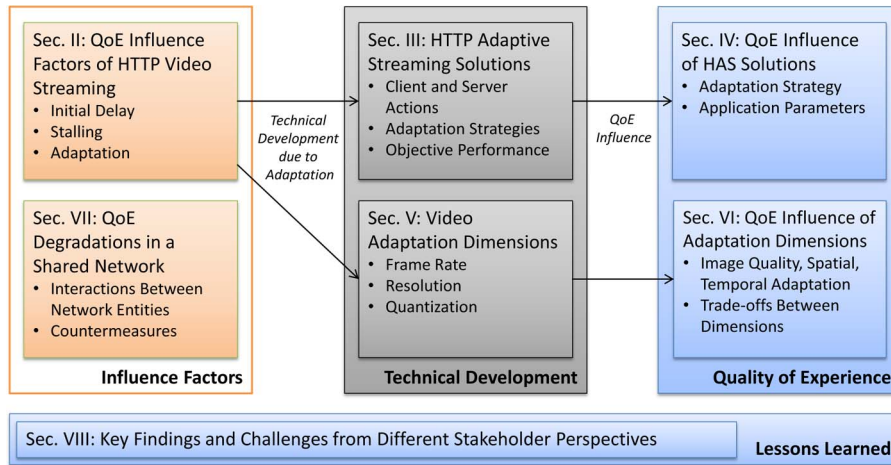 Sec. II: QoE Influence
Factors of HTTP Video
Streaming
• Initial Delay
• Stalling
• Adaptation
Sec. VII: QoE
Degradations in a
Shared Network
• Interactions Between
Network Entities
• Countermeasures
Influence Factors
Technical
Development
due to
Adaptation
Sec. III: HTTP Adaptive
Streaming Solutions
• Client and Server
Actions
• Adaptation Strategies
• Objective Performance
Sec. V: Video
Adaptation Dimensions
• Frame Rate
• Resolution
• Quantization
Technical Development
QoE
Influence
Sec. IV: QoE Influence
of HAS Solutions
• Adaptation Strategy
• Application Parameters
Sec. VI: QoE Influence of
Adaptation Dimensions
• Image Quality, Spatial,
Temporal Adaptation
• Trade-offs Between
Dimensions
Quality of Experience
Sec. VIII: Key Findings and Challenges from Different Stakeholder Perspectives
Lessons Learned